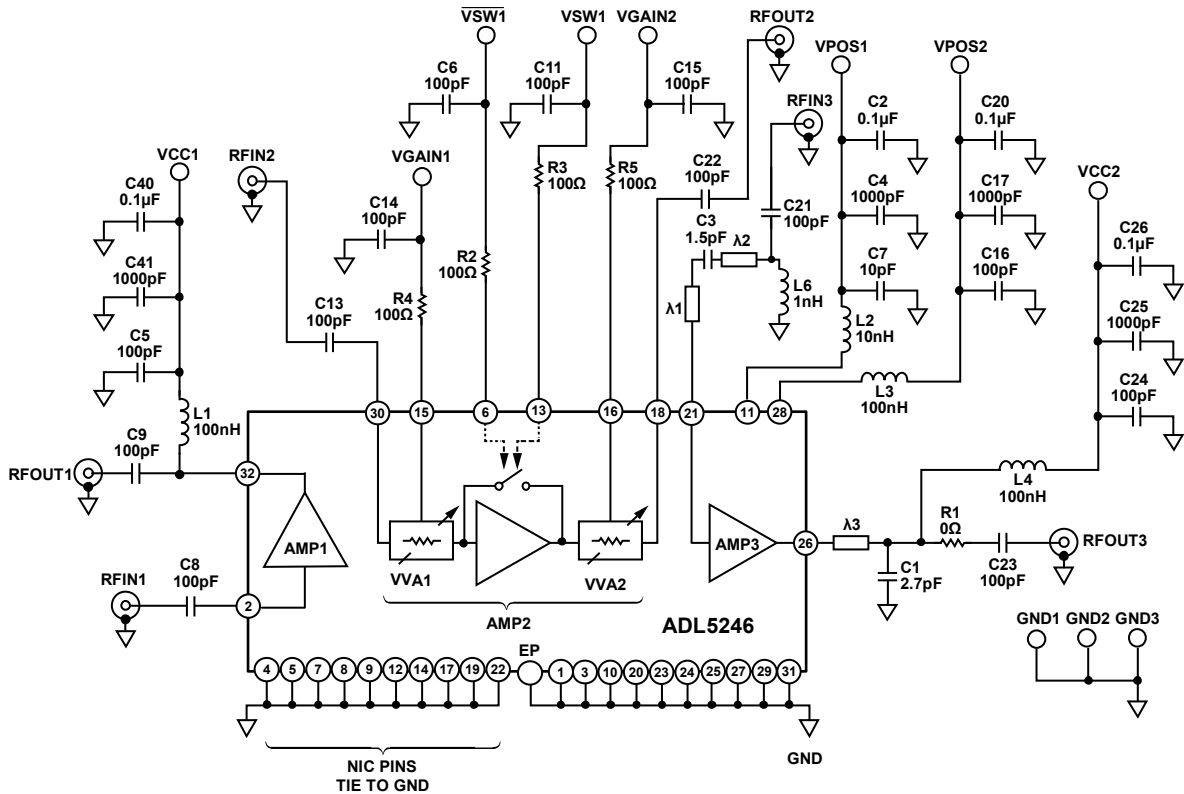 VSW1
VSW1
VGAIN2
RFOUT2
VPOS1
VPOS2
C6
100pF
C11
100pF
C15
100pF
RFIN3
C2
0.1µF
C20
0.1µF
VCC1
RFIN2
VGAIN1
R3
100Ω
R5
100Ω
C22
100pF
VCC2
C40
0.1µF
C14
100pF
C21
100pF
C4
1000pF
C17
1000pF
C3
1.5pF
λ2
C26
0.1µF
C41
1000pF
R2
100Ω
C7
10pF
C16
100pF
L6
1nH
C13
100pF
R4
100Ω
λ1
L2
10nH
C25
1000pF
C5
100pF
L3
100nH
C24
100pF
L1
100nH
30
15
6
13
16
18
21
11
28
C9
100pF
RFOUT1
32
L4
100nH
AMP1
AMP3
26
λ3
R1
0Ω
RFOUT3
C23
100pF
C1
2.7pF
VVA1
VVA2
RFIN1
C8
100pF
2
AMP2
ADL5246
GND1
GND2
GND3
EP
4
5
7
8
9
12
14
17
19
22
1
3
10
20
23
24
25
27
29
31
GND
NIC PINS
TIE TO GND